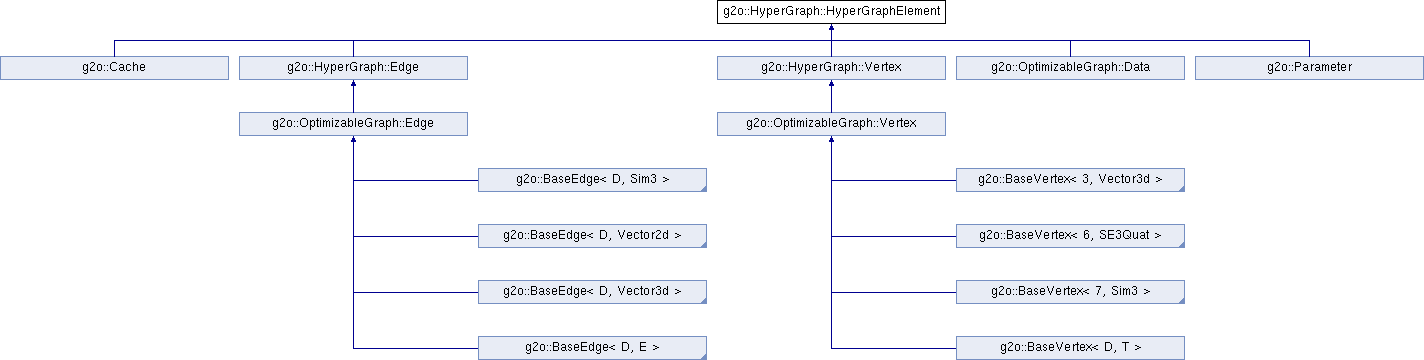 g2o::HyperGraph::HyperGraphElement
g2o::Cache
g2o::HyperGraph::Edge
g2o::HyperGraph::Vertex
g2o::OptimizableGraph::Data
g2o::Parameter
g2o::OptimizableGraph::Edge
g2o::OptimizableGraph::Vertex
g2o::BaseEdge< D, Sim3 >
g2o::BaseVertex< 3, Vector3d >
g2o::BaseEdge< D, Vector2d >
g2o::BaseVertex< 6, SE3Quat >
g2o::BaseEdge< D, Vector3d >
g2o::BaseVertex< 7, Sim3 >
g2o::BaseEdge< D, E >
g2o::BaseVertex< D, T >